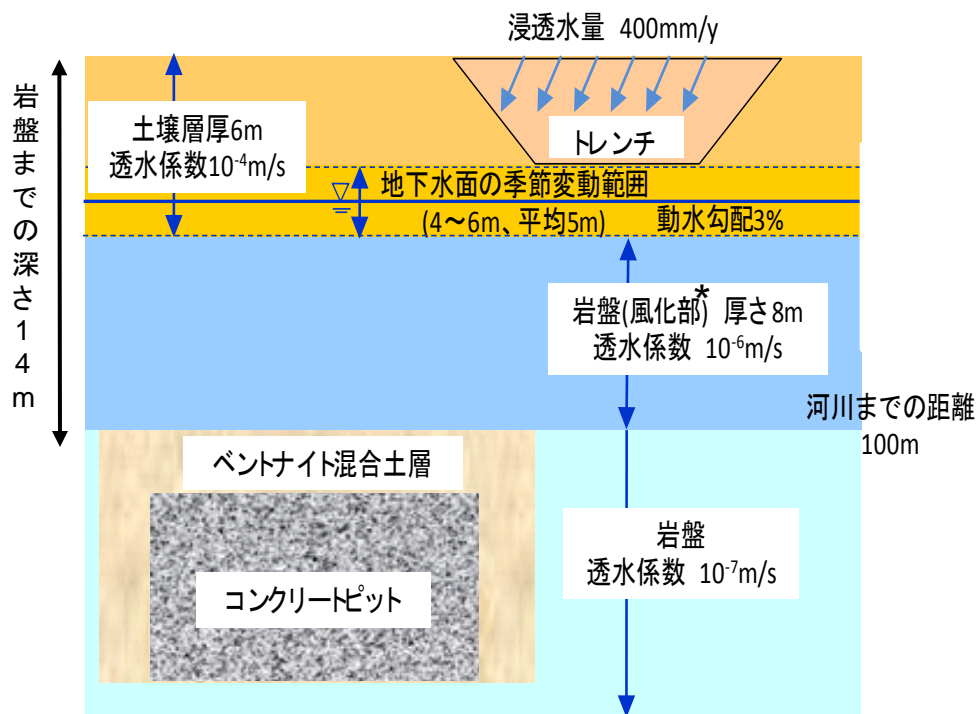 浸透水量 400mm/y
岩盤までの深さ14m
土壌層厚6m
透水係数10⁻⁴m/s
トレンチ
地下水面の季節変動範囲
(4～6m、平均5m) 動水勾配3%
岩盤(風化部)* 厚さ8m
透水係数 10⁻⁶m/s
河川までの距離
100m
ベントナイト混合土層
岩盤
透水係数 10⁻⁷m/s
コンクリートピット